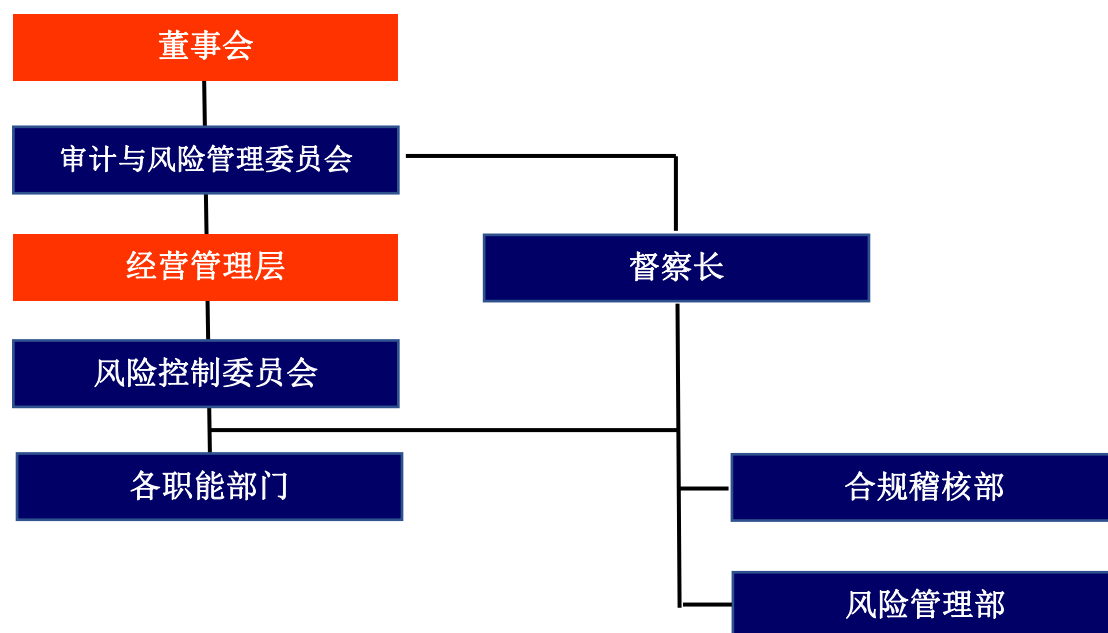 董事会
审计与风险管理委员会
经营管理层
督察长
风险控制委员会
各职能部门
合规稽核部
风险管理部